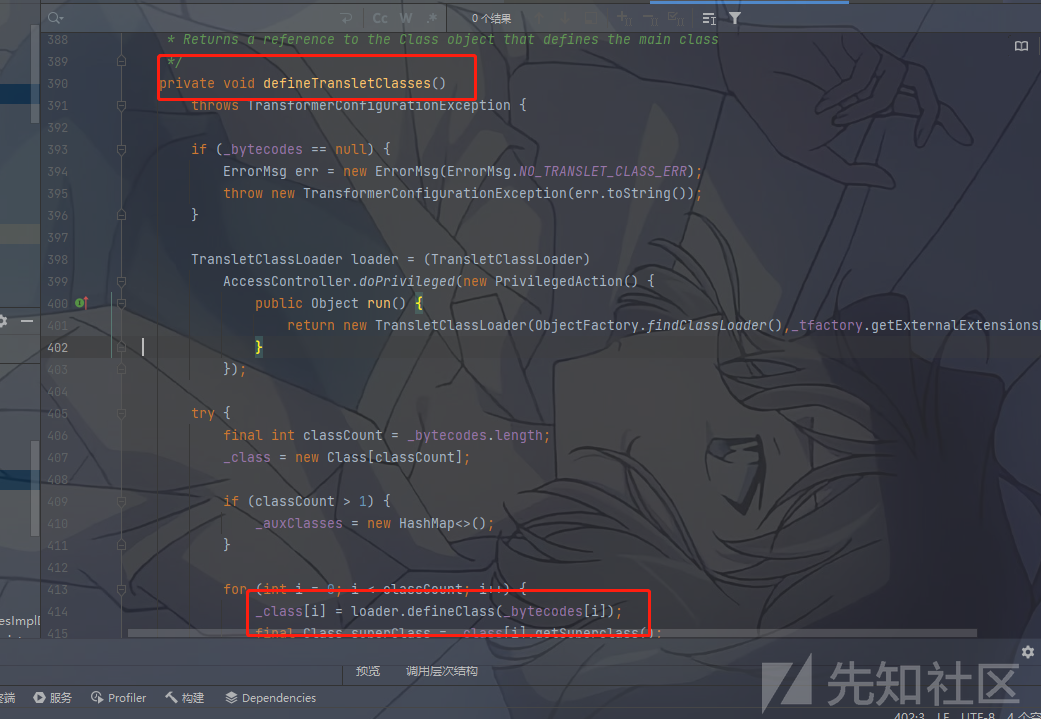 Cc W .* 0 个结果
388 * Returns a reference to the Class object that defines the main class
389 */
390 private void defineTransletClasses()
391 throws TransformerConfigurationException {
392
393 if (_bytecodes == null) {
394 ErrorMsg err = new ErrorMsg(ErrorMsg.NO_TRANSLET_CLASS_ERR);
395 throw new TransformerConfigurationException(err.toString());
396 }
397
398 TransletClassLoader loader = (TransletClassLoader)
399 AccessController.doPrivileged(new PrivilegedAction() {
400 public Object run() {
401 return new TransletClassLoader(ObjectFactory.findClassLoader(),_tfactory.getExternalExtensions
402 }
403 });
404
405 try {
406 final int classCount = _bytecodes.length;
407 _class = new Class[classCount];
408
409 if (classCount > 1) {
410 _auxClasses = new HashMap<>();
411 }
412
413 for (int i = 0; i < classCount; i++) {
414 _class[i] = loader.defineClass(_bytecodes[i]);
415 final Class superClass = _class[i].getSuperclass();
预览 调用层次结构
服务 Profiler 构建 Dependencies
先知社区
402:3 LF UTF-8